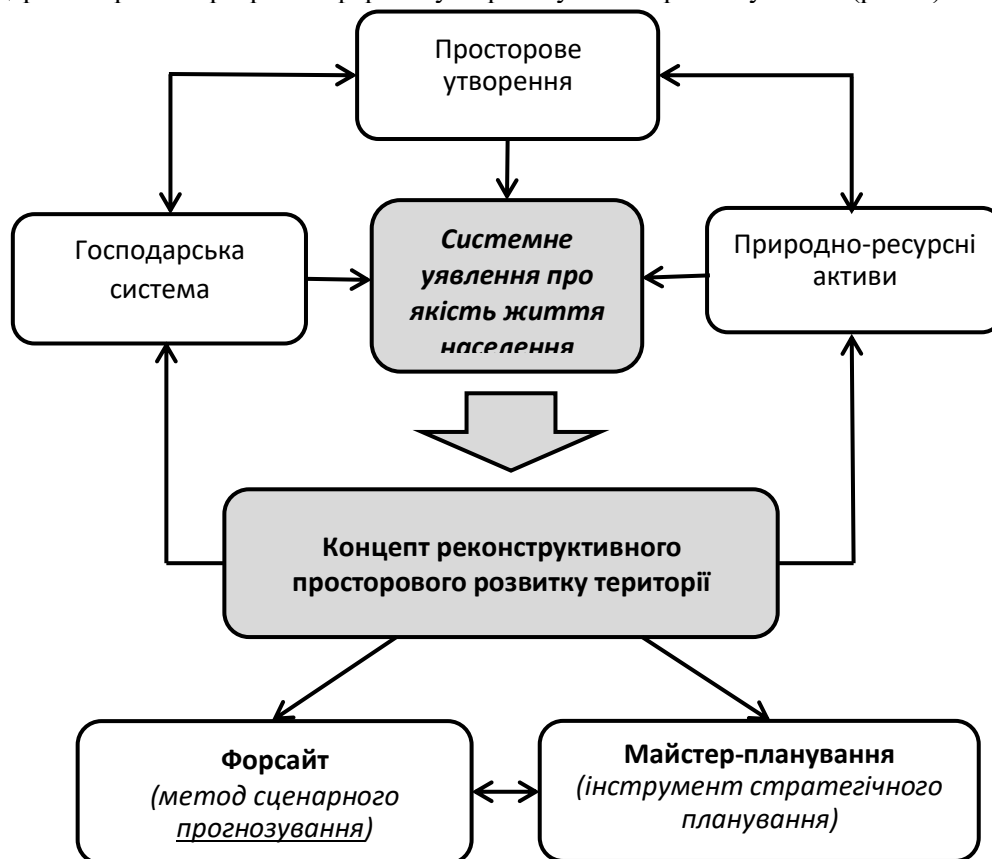 Просторове
утворення
Господарська
система
Системне
уявлення про
якість життя
населення
Природно-ресурсні
активи
Концепт реконструктивного
просторового розвитку території
Форсайт
(метод сценарного
прогнозування)
Майстер-планування
(інструмент стратегічного
планування)